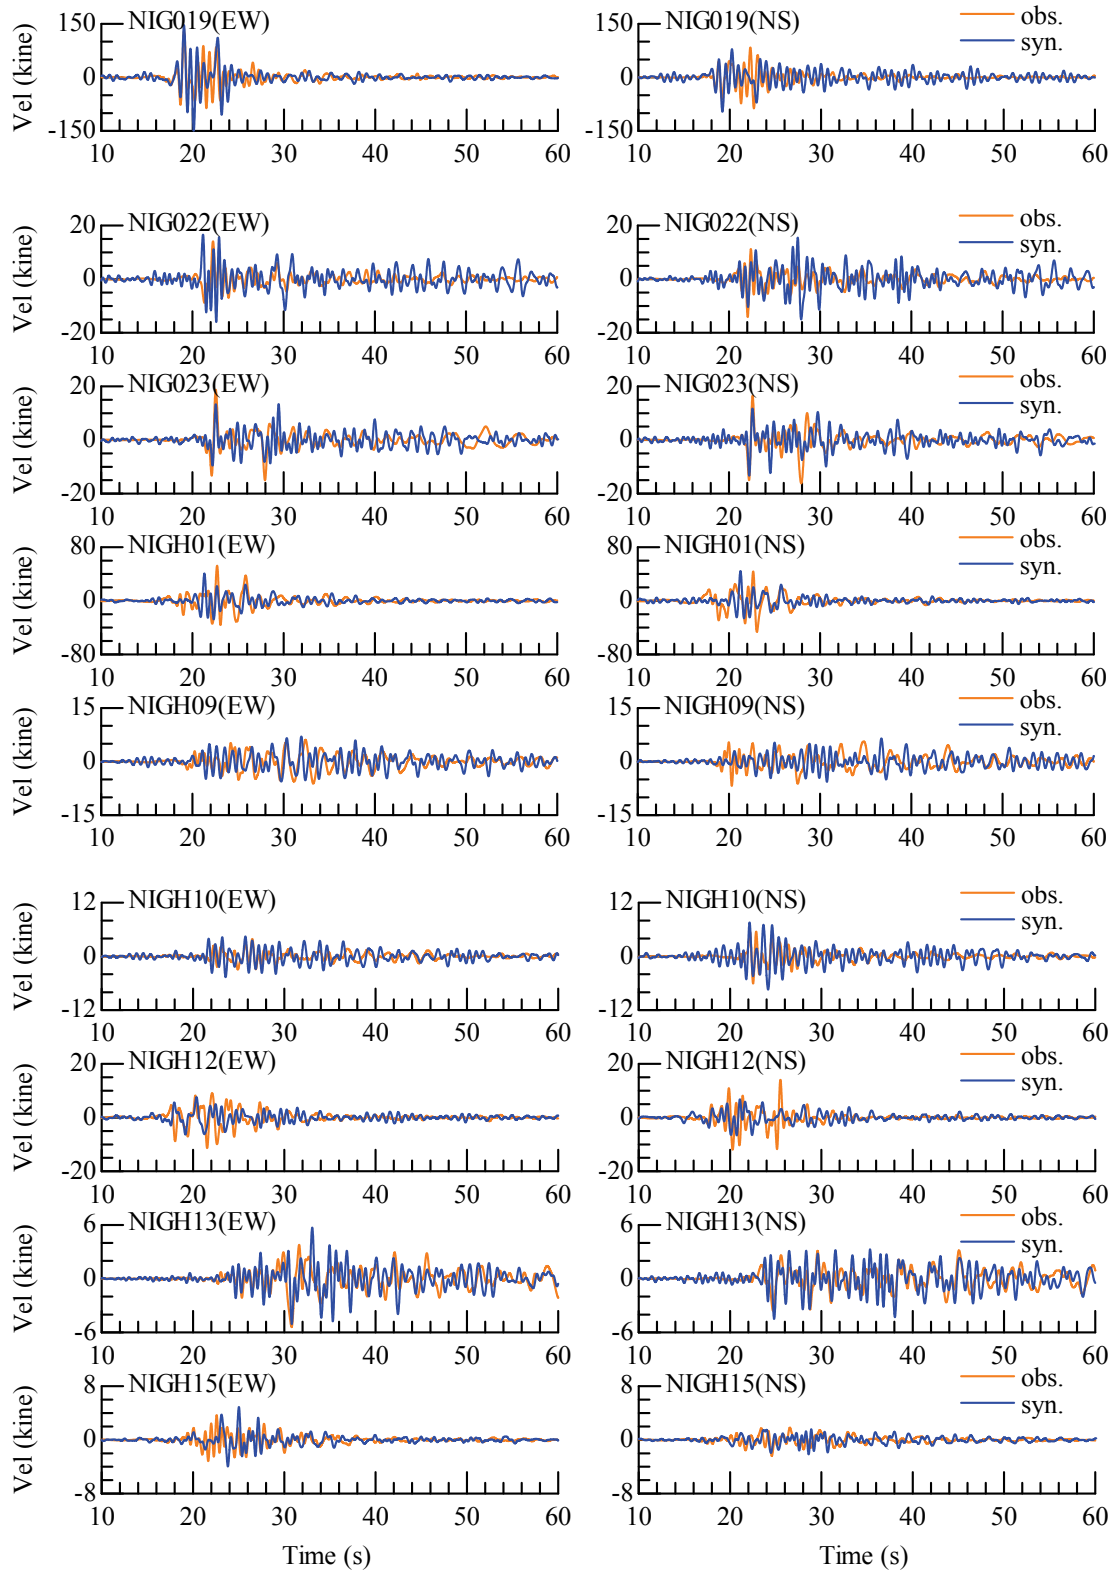 NIG019(EW) NIG019(NS) obs.
syn.
Vel (kine) 150 0 -150 150 0 -150
10 20 30 40 50 60 10 20 30 40 50 60
NIG022(EW) NIG022(NS) obs.
syn.
Vel (kine) 20 0 -20 20 0 -20
10 20 30 40 50 60 10 20 30 40 50 60
NIG023(EW) NIG023(NS) obs.
syn.
Vel (kine) 20 0 -20 20 0 -20
10 20 30 40 50 60 10 20 30 40 50 60
NIGH01(EW) NIGH01(NS) obs.
syn.
Vel (kine) 80 0 -80 80 0 -80
10 20 30 40 50 60 10 20 30 40 50 60
NIGH09(EW) NIGH09(NS) obs.
syn.
Vel (kine) 15 0 -15 15 0 -15
10 20 30 40 50 60 10 20 30 40 50 60
NIGH10(EW) NIGH10(NS) obs.
syn.
Vel (kine) 12 0 -12 12 0 -12
10 20 30 40 50 60 10 20 30 40 50 60
NIGH12(EW) NIGH12(NS) obs.
syn.
Vel (kine) 20 0 -20 20 0 -20
10 20 30 40 50 60 10 20 30 40 50 60
NIGH13(EW) NIGH13(NS) obs.
syn.
Vel (kine) 6 0 -6 6 0 -6
10 20 30 40 50 60 10 20 30 40 50 60
NIGH15(EW) NIGH15(NS) obs.
syn.
Vel (kine) 8 0 -8 8 0 -8
10 20 30 40 50 60 10 20 30 40 50 60
Time (s) Time (s)